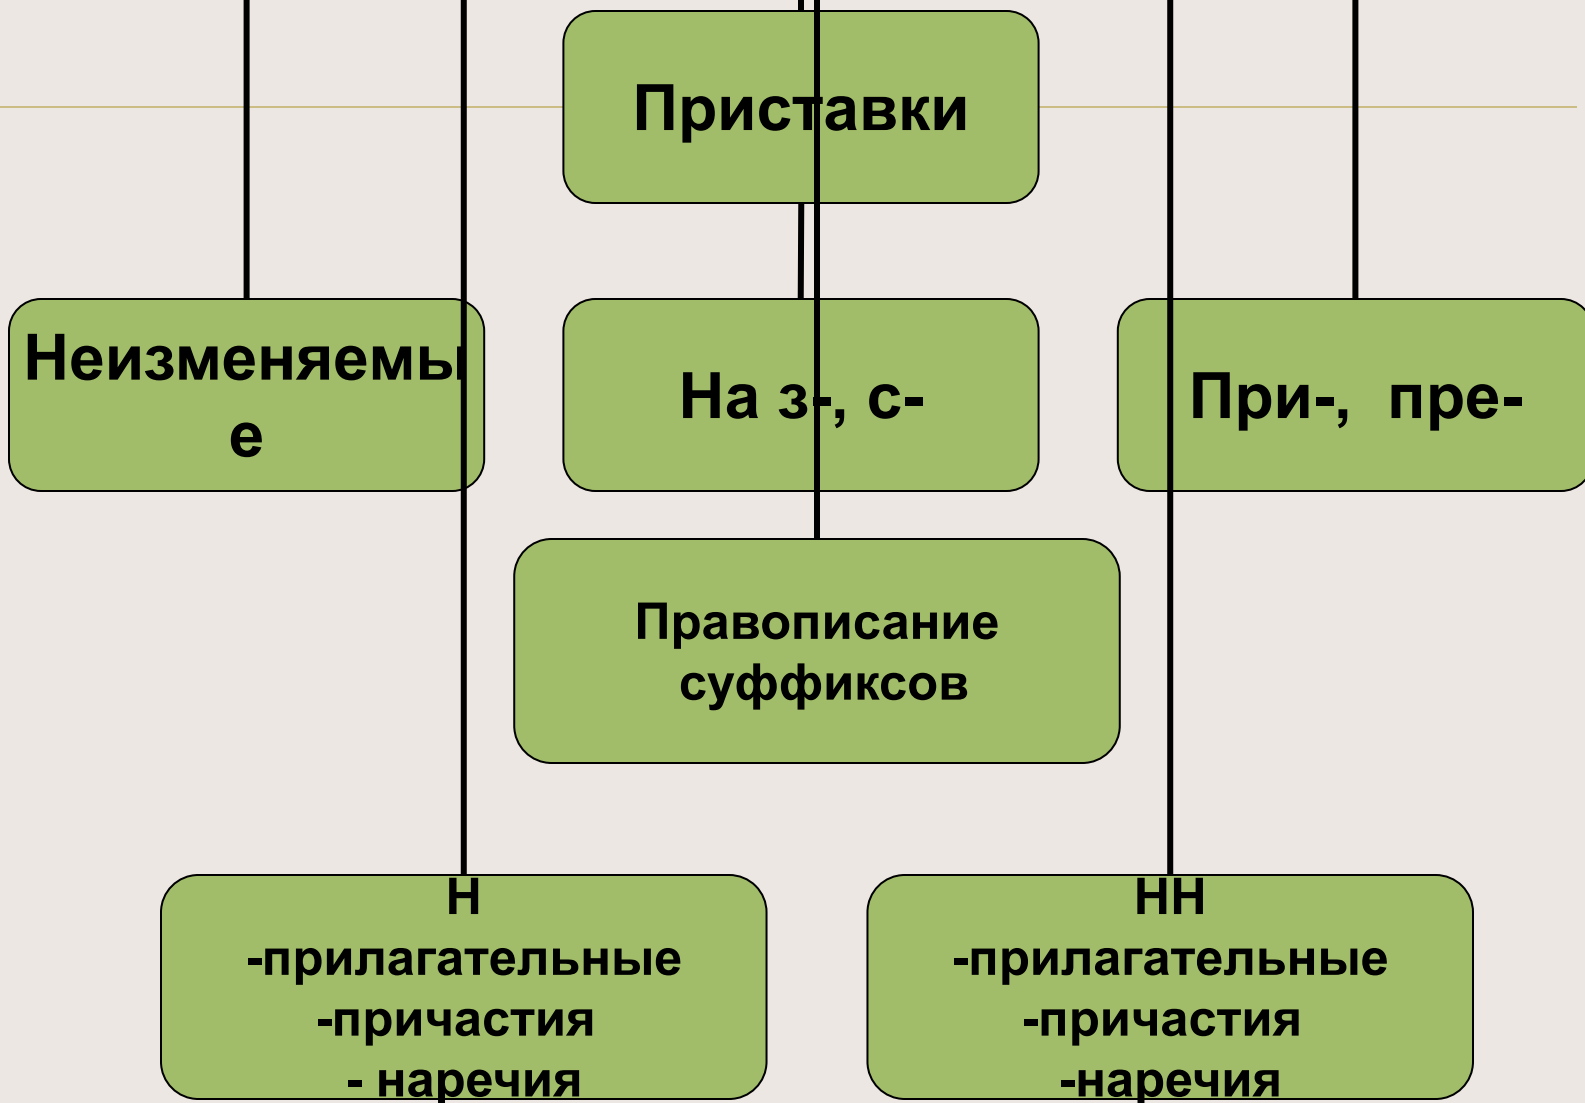 Приставки
Неизменяемы
е
На з-, с-
При-, пре-
Правописание
суффиксов
Н
-прилагательные
-причастия
- наречия
НН
-прилагательные
-причастия
-наречия